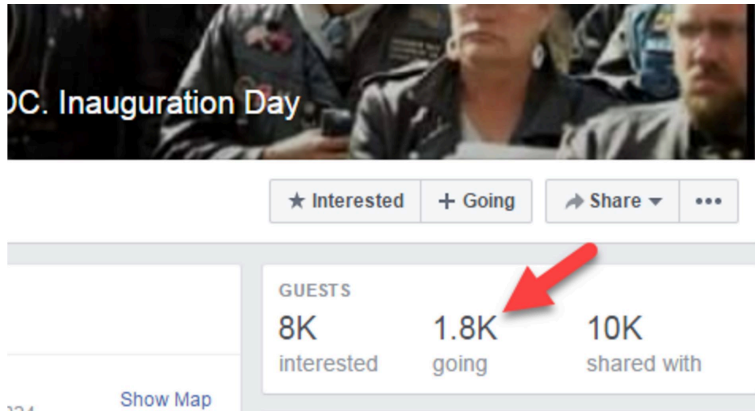 DC. Inauguration Day
★ Interested
+ Going
Share
•••
GUESTS
8K
1.8K
10K
interested
going
shared with
Show Map